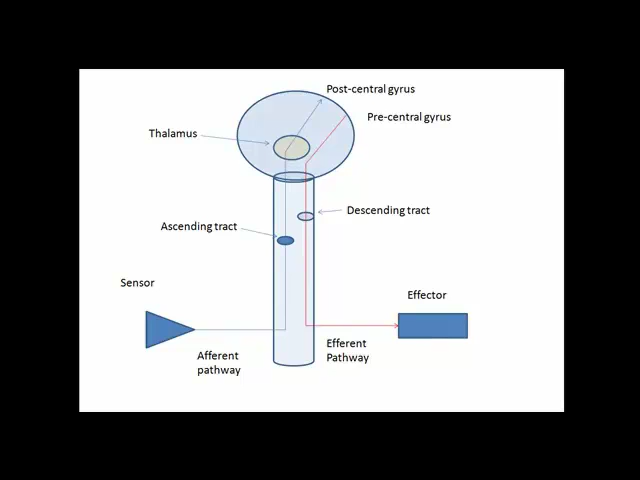 Post-central gyrus
Pre-central gyrus
Thalamus
Descending tract
Ascending tract
Sensor
Effector
Afferent
pathway
Efferent
Pathway